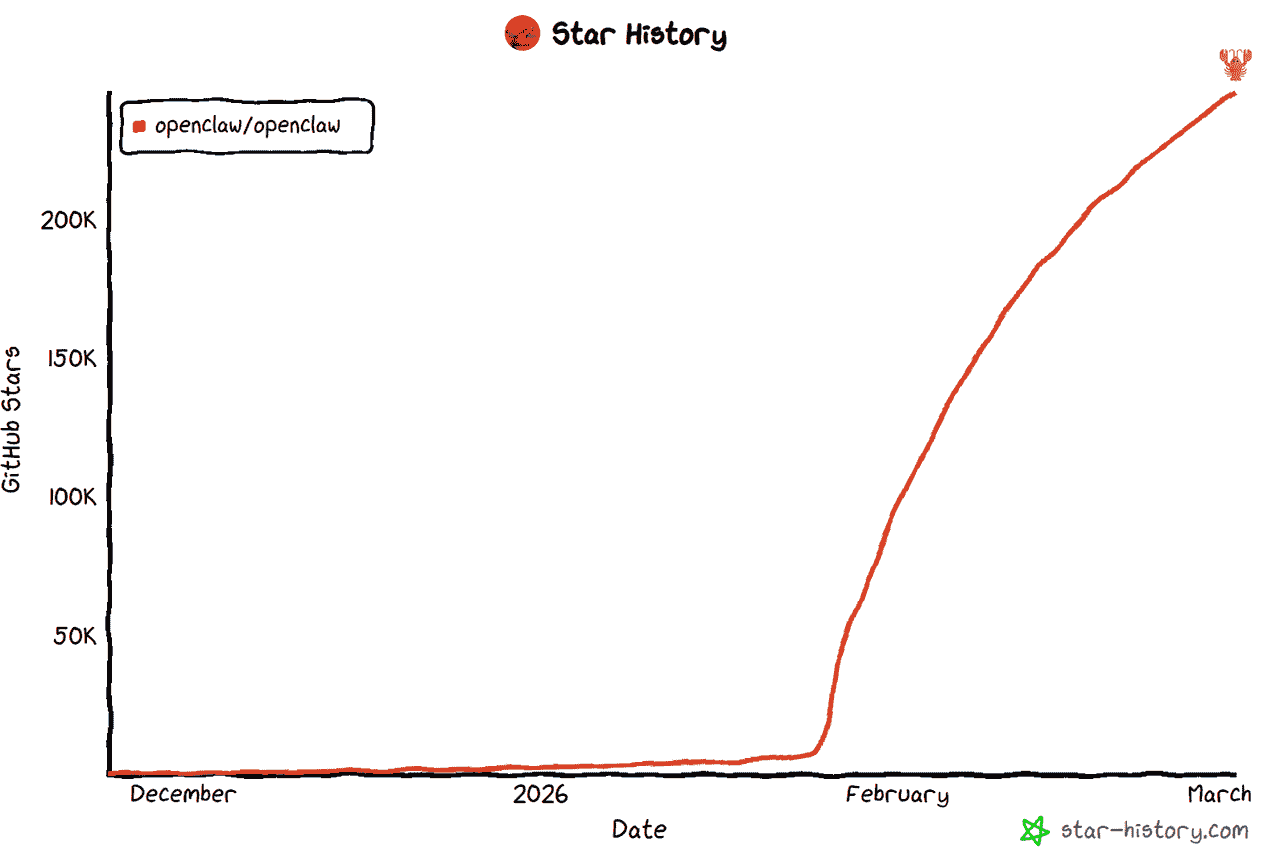 Star History
openclaw/openclaw
200K
150K
100K
50K
GitHub Stars
December
2026
February
March
Date
star-history.com